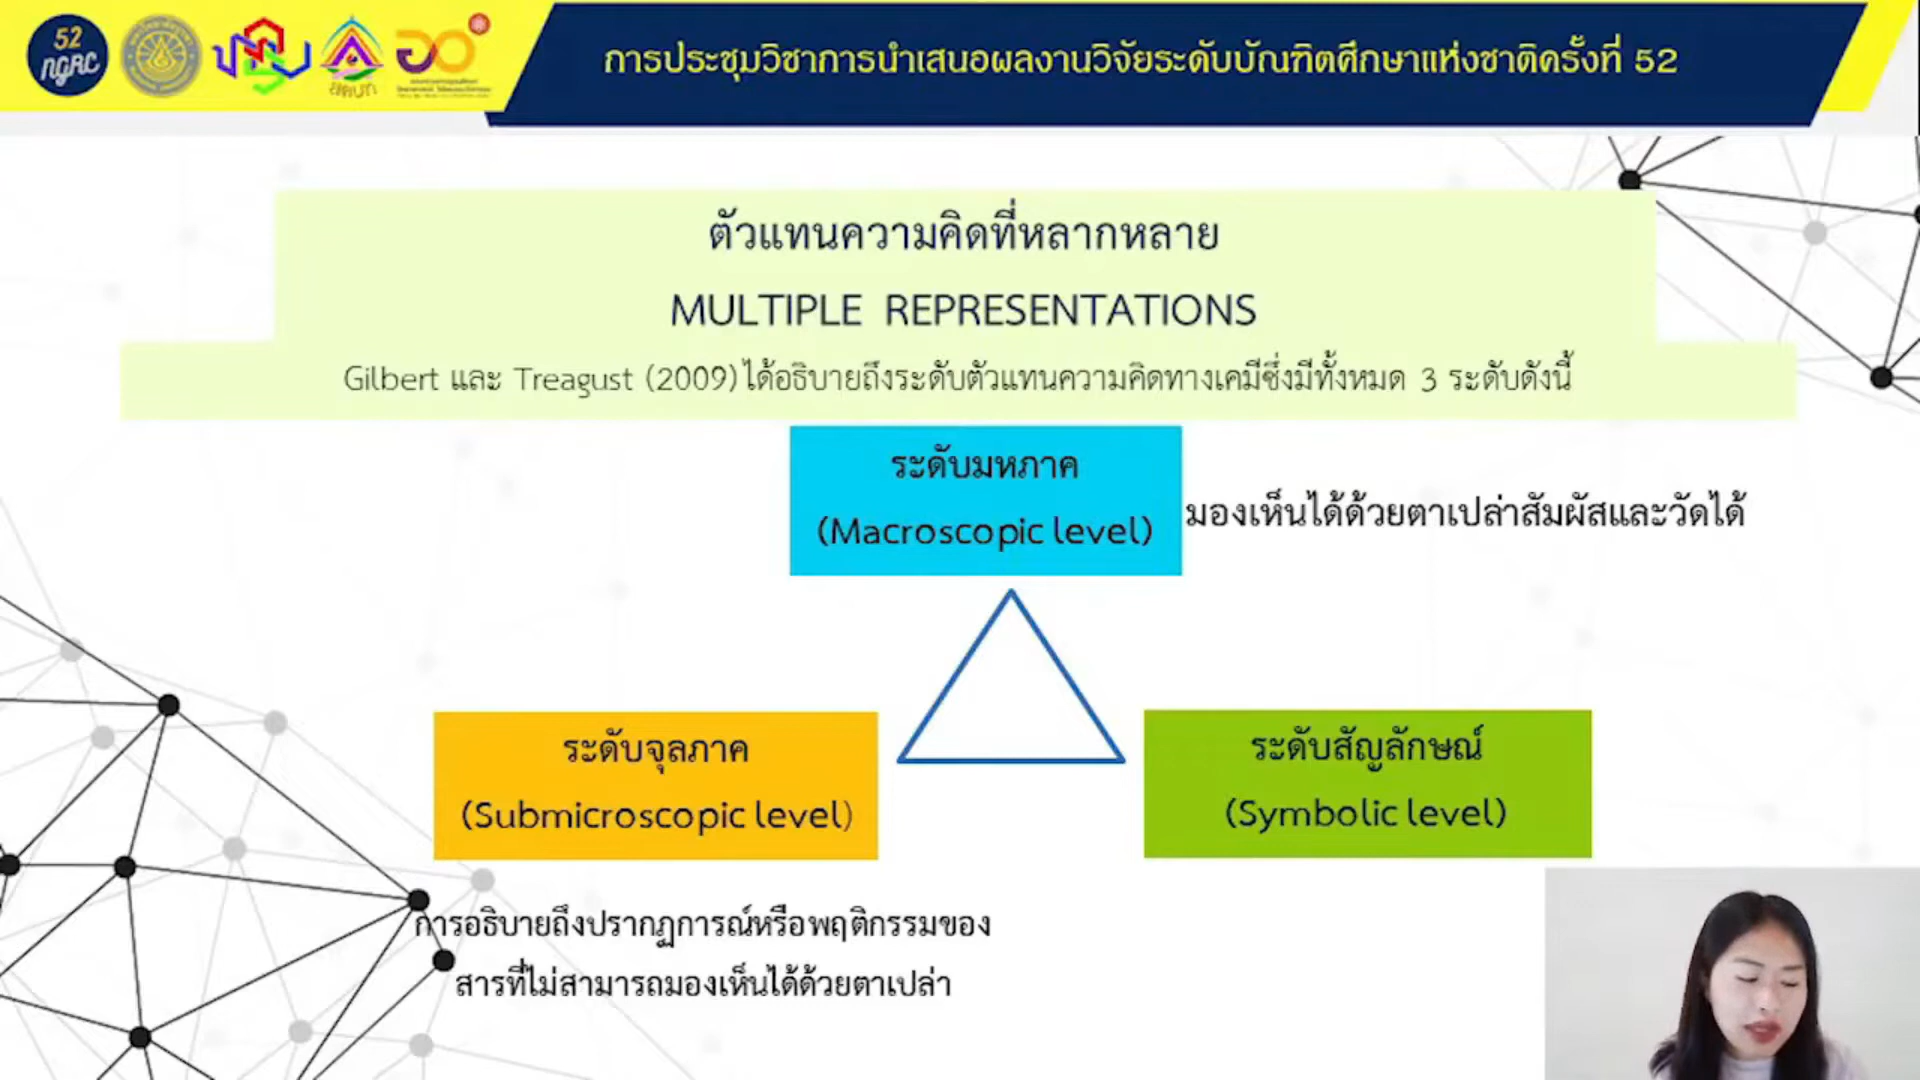 52
ngRC
การประชุมวิชาการนำเสนอผลงานวิจัยระดับบัณฑิตศึกษาแห่งชาติครั้งที่ 52
ตัวแทนความคิดที่หลากหลาย
MULTIPLE REPRESENTATIONS
Gilbert และ Treagust (2009)ได้อธิบายถึงระดับตัวแทนความคิดทางเคมีซึ่งมีทั้งหมด 3 ระดับดังนี้
ระดับมหภาค
(Macroscopic level)
มองเห็นได้ด้วยตาเปล่าสัมผัสและวัดได้
ระดับจุลภาค
(Submicroscopic level)
ระดับสัญลักษณ์
(Symbolic level)
การอธิบายถึงปรากฏการณ์หรือพฤติกรรมของ
สารที่ไม่สามารถมองเห็นได้ด้วยตาเปล่า